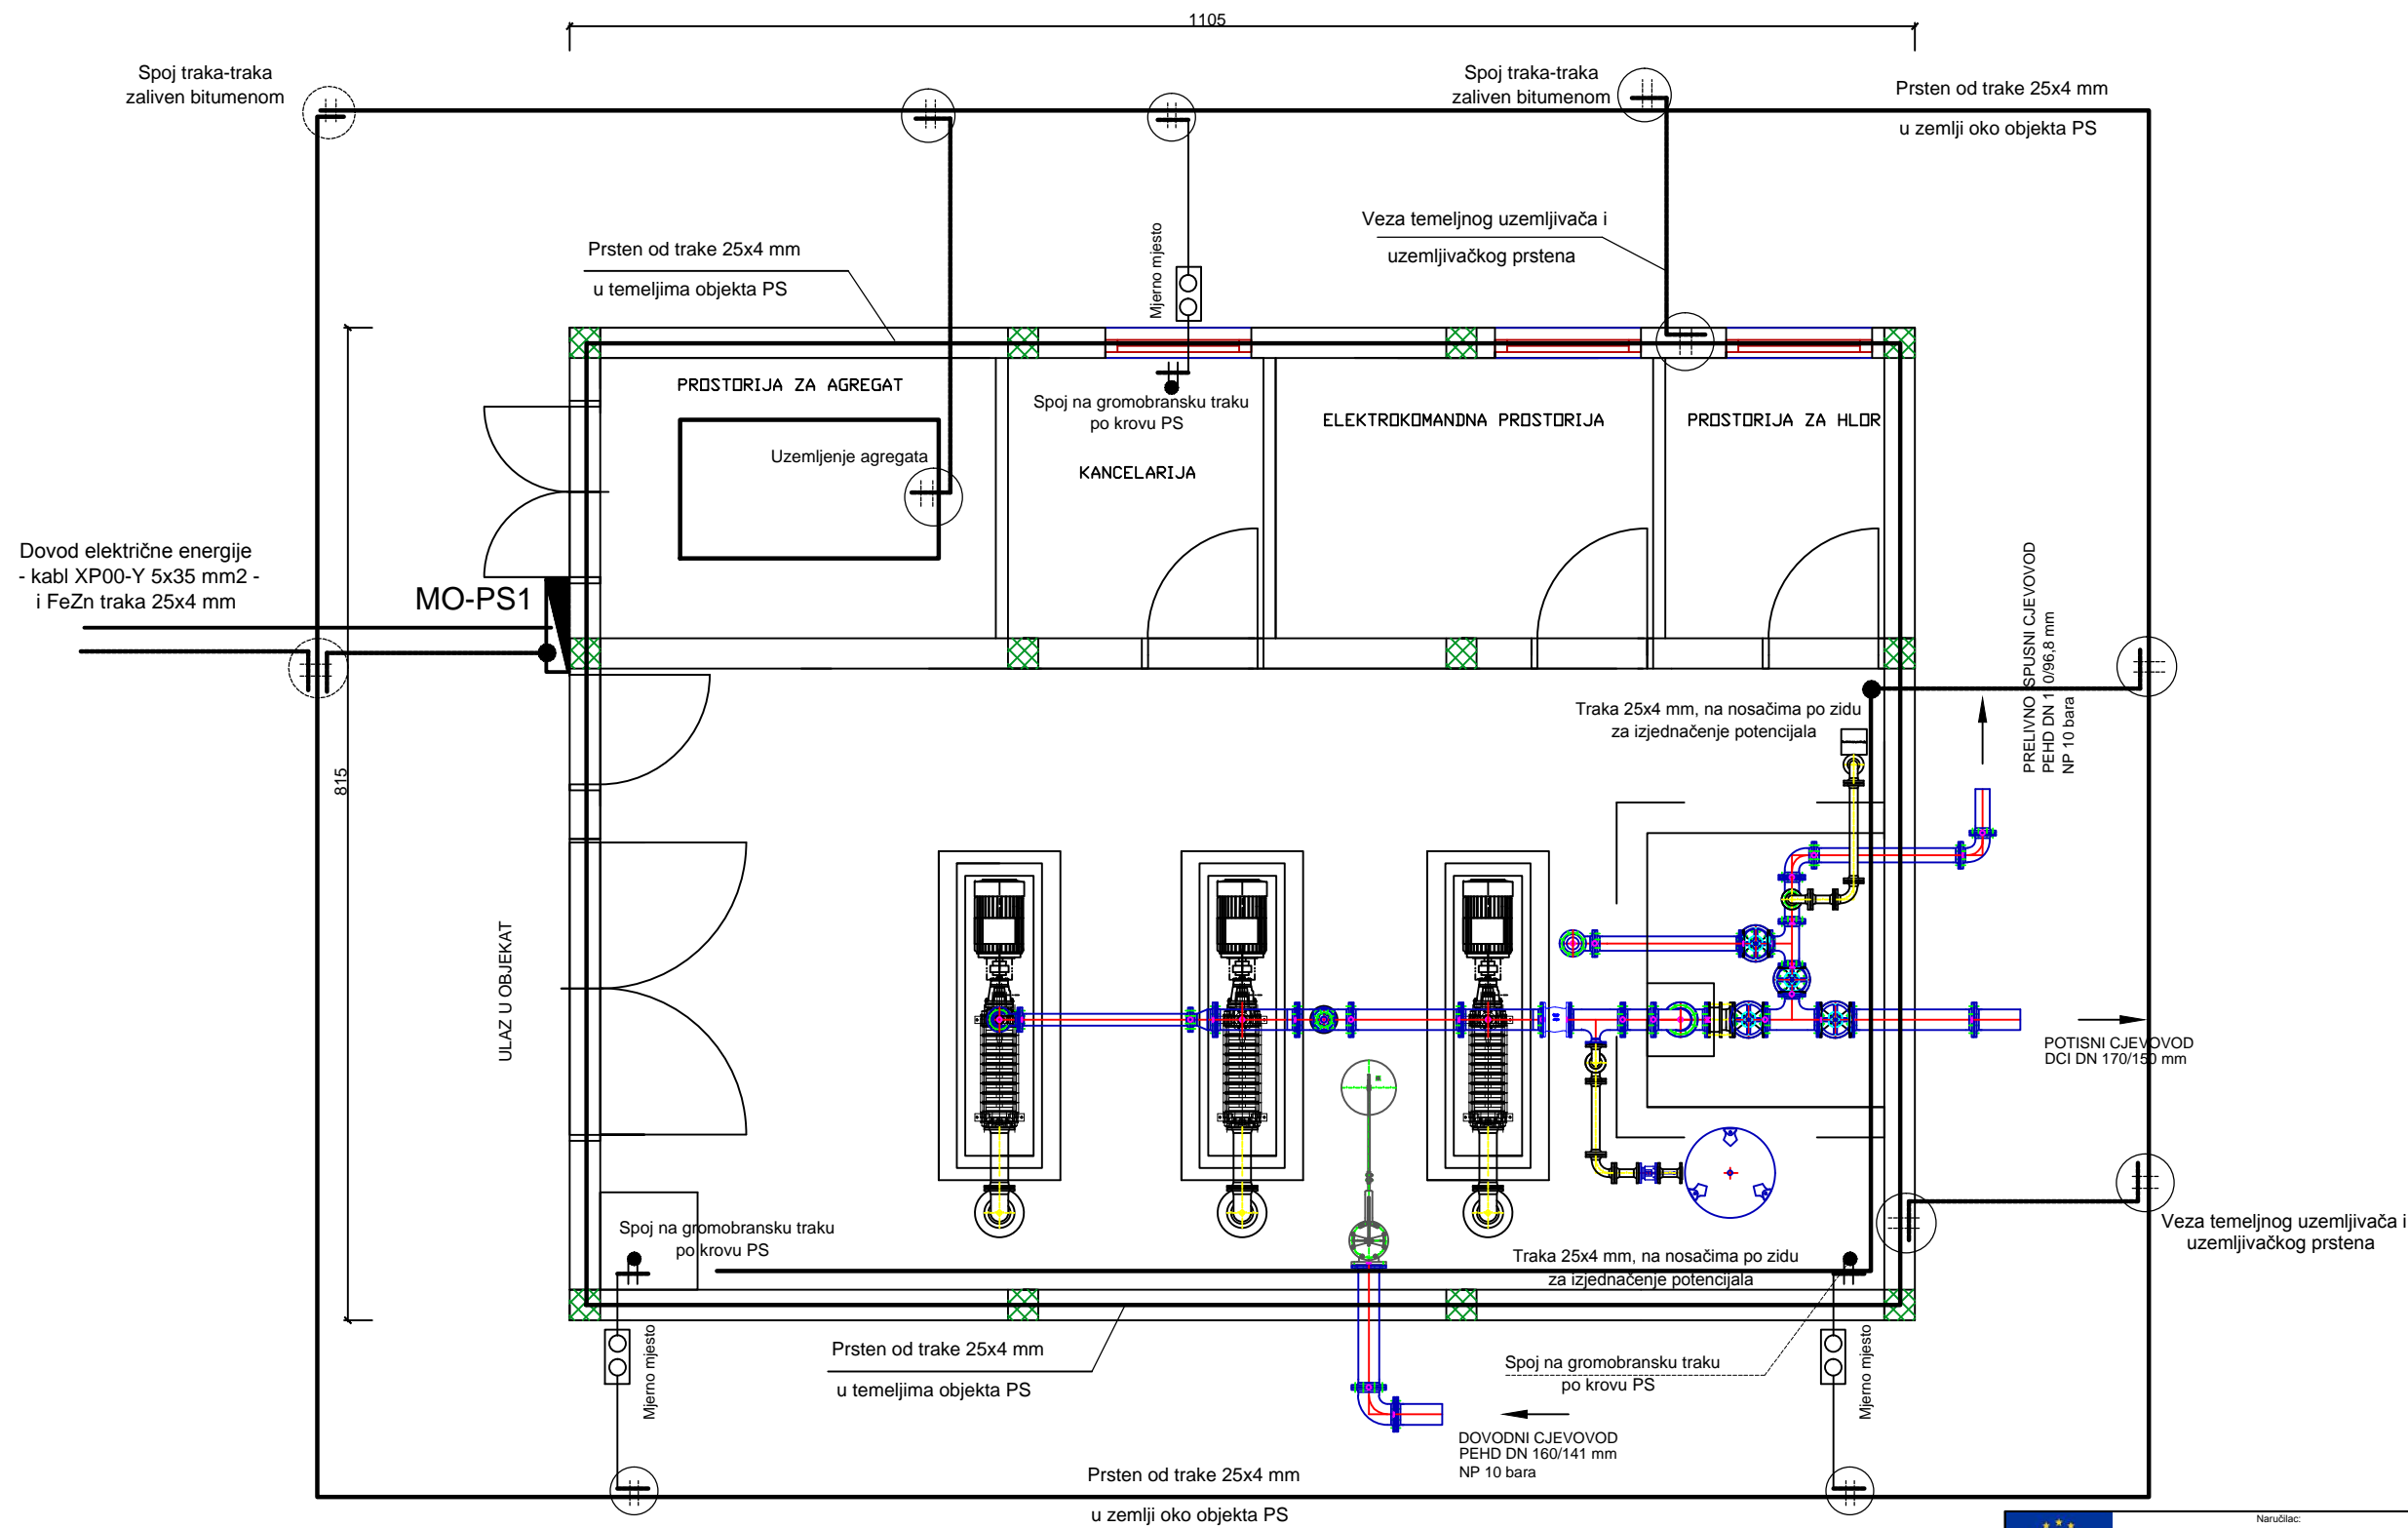 1105
Spoj traka-traka
zaliven bitumenom
Spoj traka-traka
zaliven bitumenom
Prsten od trake 25x4 mm
u zemlji oko objekta PS
Prsten od trake 25x4 mm
u temeljima objekta PS
Mjerno mjesto
Veza temeljnog uzemljivača i
uzemljivačkog prstena
PROSTORIJA ZA AGREGAT
Uzemljenje agregata
Spoj na gromobransku traku
po krovu PS
KANCELARIJA
ELEKTROKOMANDNA PROSTORIJA
PROSTORIJA ZA HLOR
Dovod električne energije
- kabl XP00-Y 5x35 mm2 -
i FeZn traka 25x4 mm
MO-PS1
815
PRELIVNO SPUSNI CJEVOVOD
PEHD DN 110/96,8 mm
NP 10 bara
Traka 25x4 mm, na nosačima po zidu
za izjednačenje potencijala
ULAZ U OBJEKAT
POTISNI CJEVOVOD
DCI DN 170/150 mm
Spoj na gromobransku traku
po krovu PS
Traka 25x4 mm, na nosačima po zidu
za izjednačenje potencijala
Veza temeljnog uzemljivača i
uzemljivačkog prstena
Mjerno mjesto
Prsten od trake 25x4 mm
u temeljima objekta PS
Spoj na gromobransku traku
po krovu PS
Mjerno mjesto
DOVODNI CJEVOVOD
PEHD DN 160/141 mm
NP 10 bara
Prsten od trake 25x4 mm
u zemlji oko objekta PS
Naručilac: